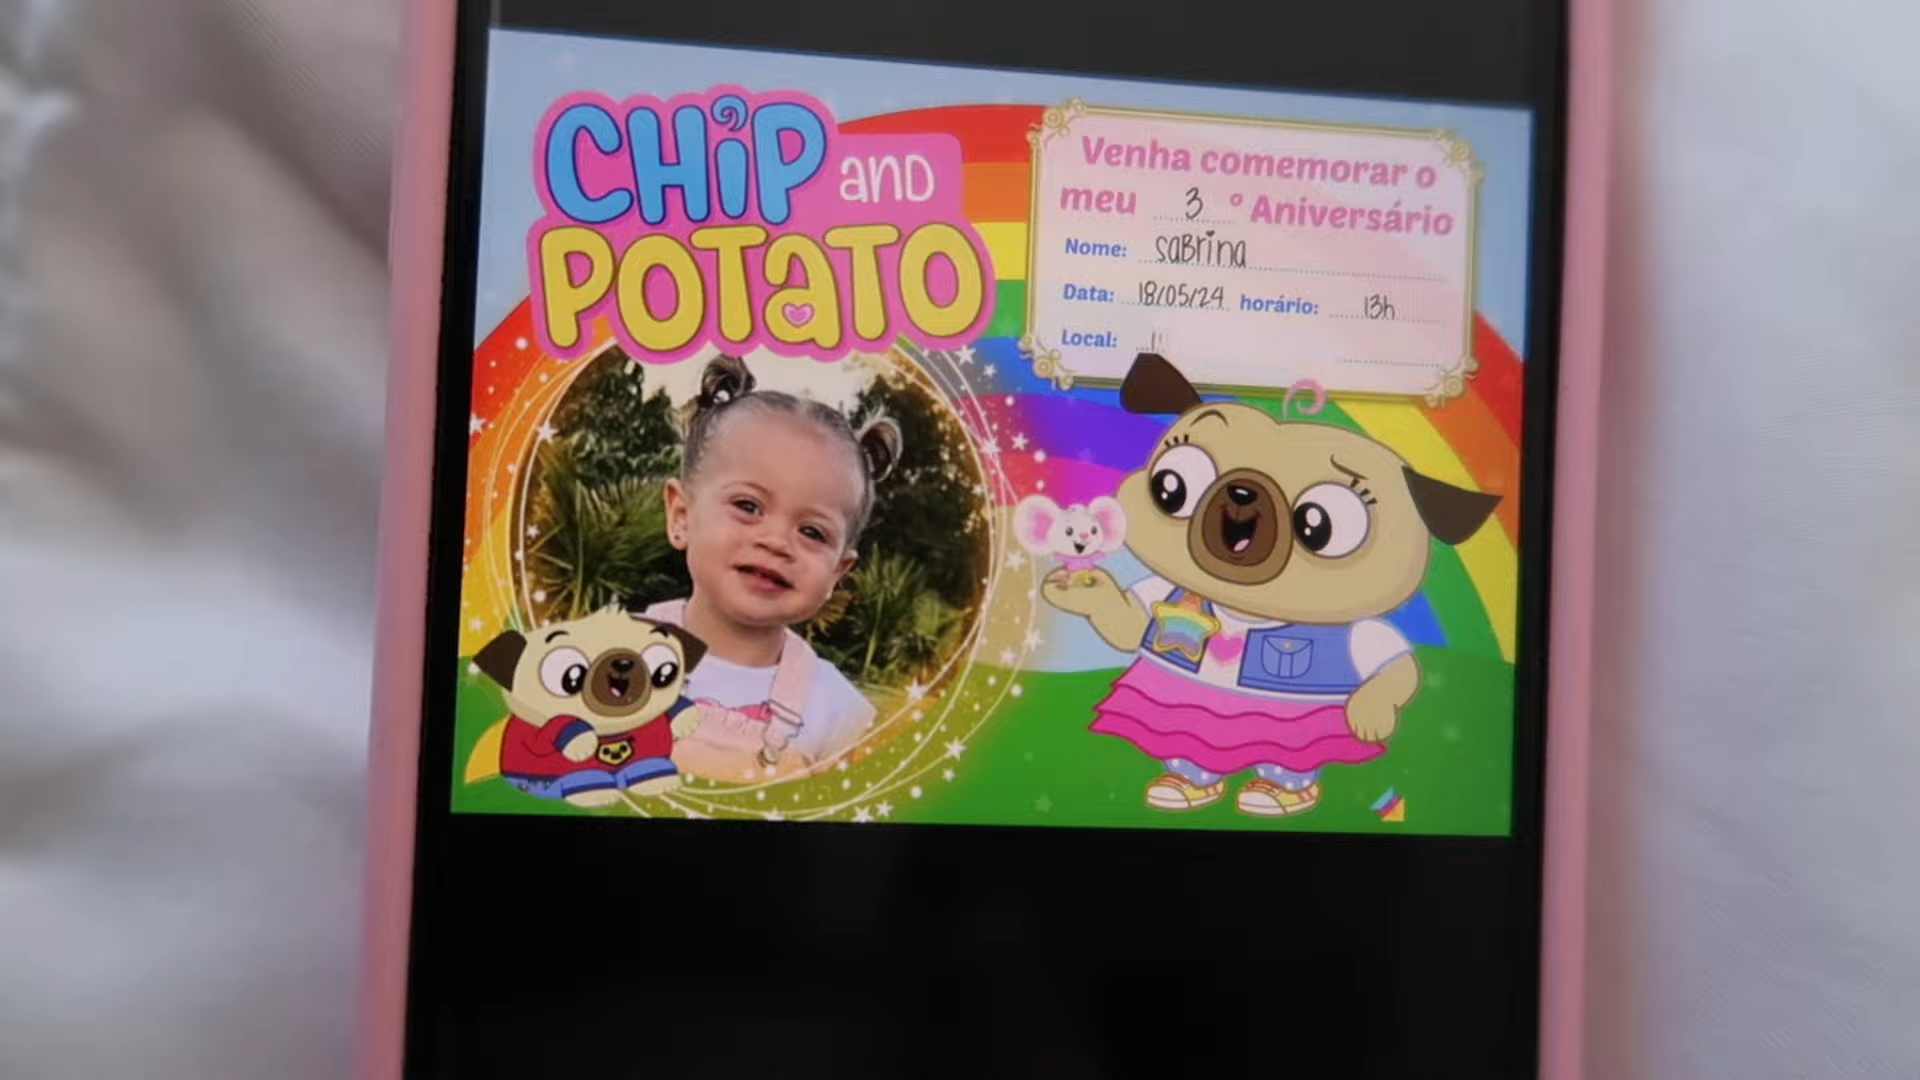 CHiP and
POTaTO
Venha comemorar o
meu 3 º Aniversário
Nome: saBrina
Data: 18/05/24 horário: 13h
Local: